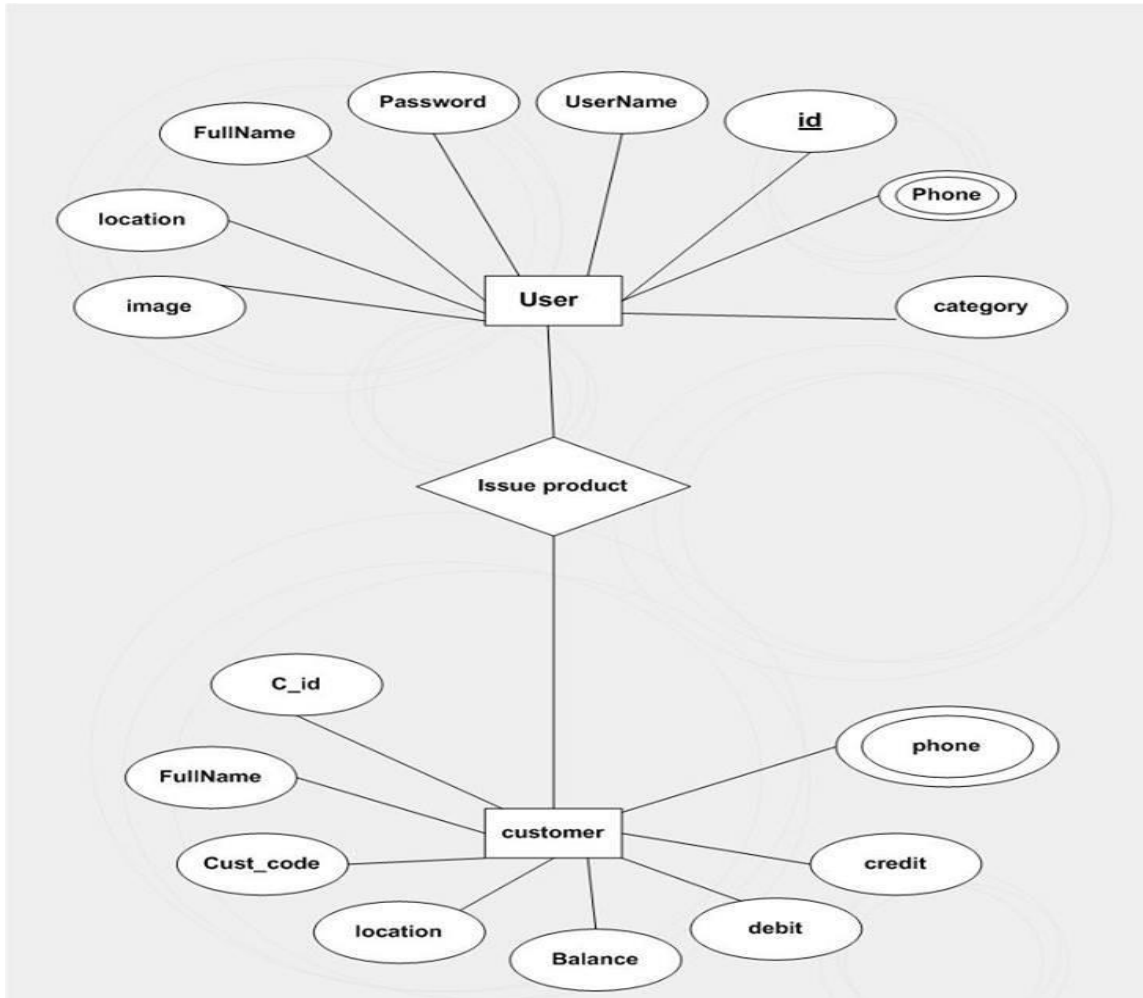 Password
UserName
id
FullName
Phone
location
image
User
category
Issue product
C_id
phone
FullName
customer
Cust_code
credit
location
debit
Balance